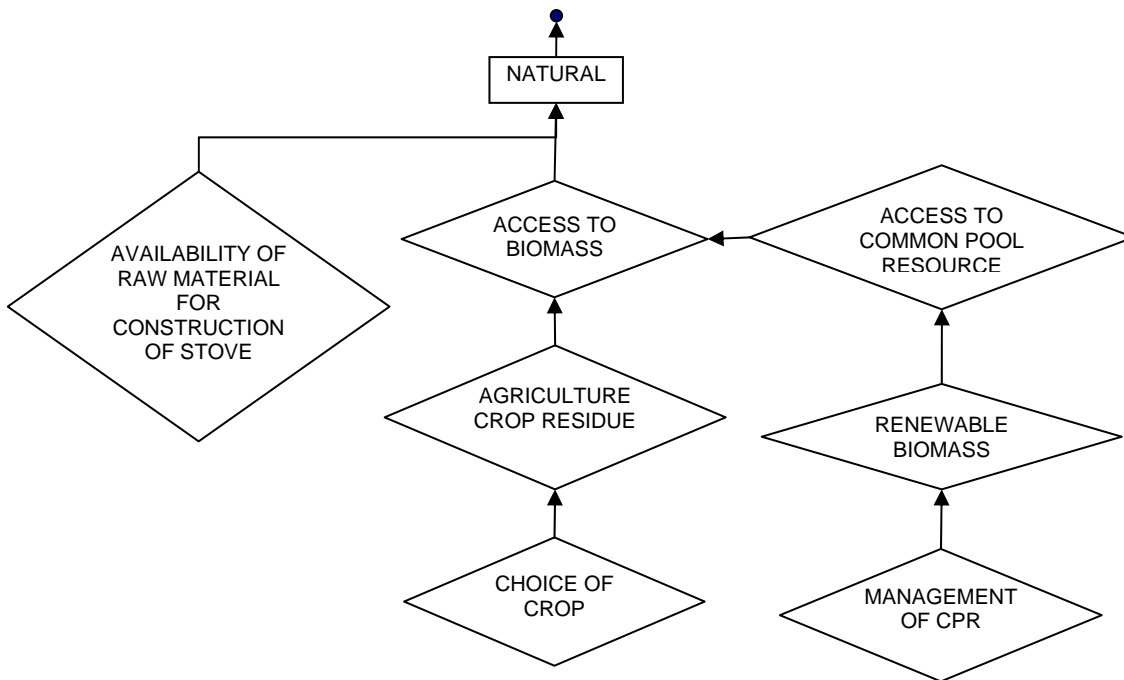 NATURAL
ACCESS TO
BIOMASS
ACCESS TO
COMMON POOL
RESOURCE
AVAILABILITY OF
RAW MATERIAL
FOR
CONSTRUCTION
OF STOVE
AGRICULTURE
CROP RESIDUE
RENEWABLE
BIOMASS
CHOICE OF
CROP
MANAGEMENT
OF CPR